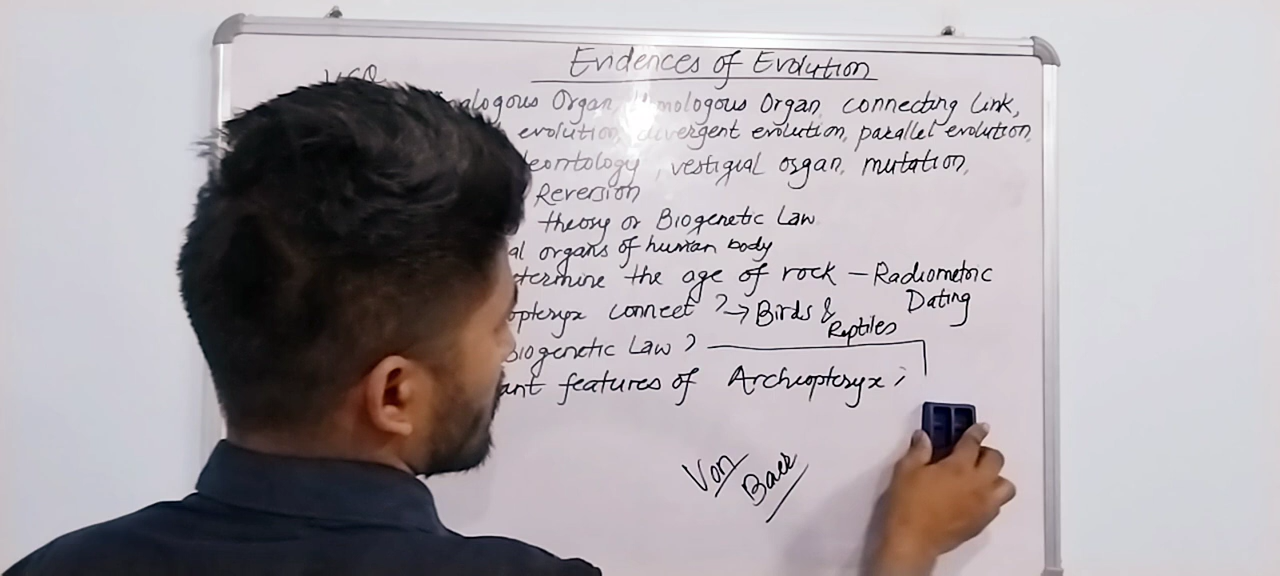 Evidences of Evolution
alogous Organ, Homologous Organ, connecting Link,
evolution, divergent evolution, parallel evolution,
leontology, vestigial organ, mutation,
Reversion
theory or Biogenetic Law
al organs of human body
termine the age of rock – Radiometric
Dating
opteryx connect ? → Birds &
Reptiles
Biogenetic Law ?
ant features of Archeopteryx ;
Von
Baer